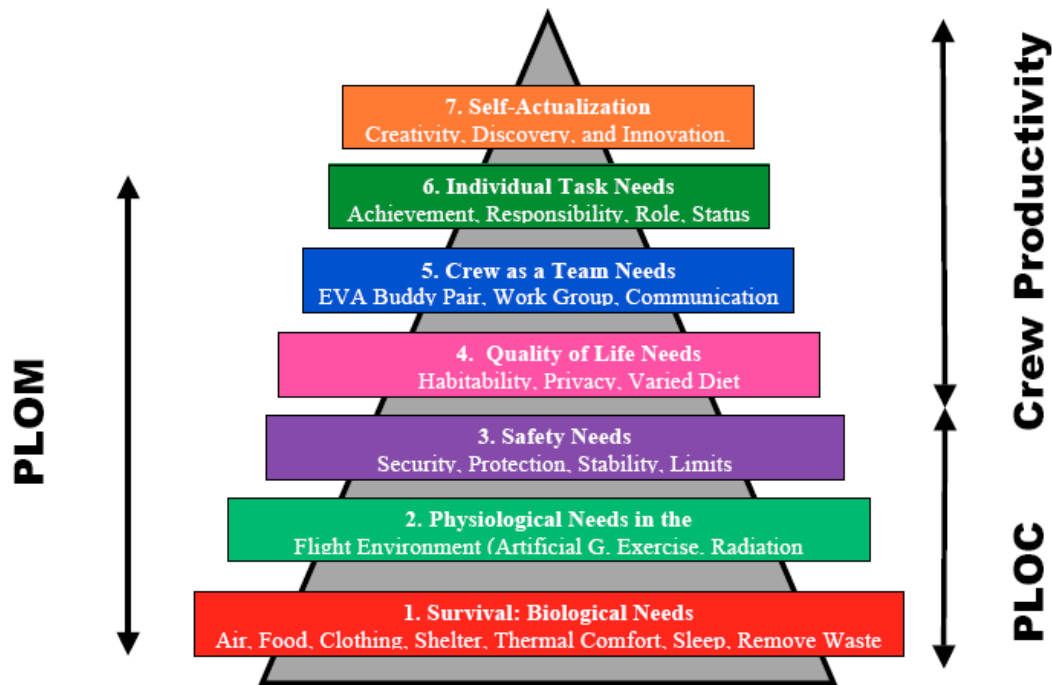 7. Self-Actualization
Creativity, Discovery, and Innovation.
6. Individual Task Needs
Achievement, Responsibility, Role, Status
5. Crew as a Team Needs
EVA Buddy Pair, Work Group, Communication
4. Quality of Life Needs
Habitability, Privacy, Varied Diet
3. Safety Needs
Security, Protection, Stability, Limits
2. Physiological Needs in the
Flight Environment (Artificial G, Exercise, Radiation
1. Survival: Biological Needs
Air, Food, Clothing, Shelter, Thermal Comfort, Sleep, Remove Waste
PLOM
Crew Productivity
PLOC